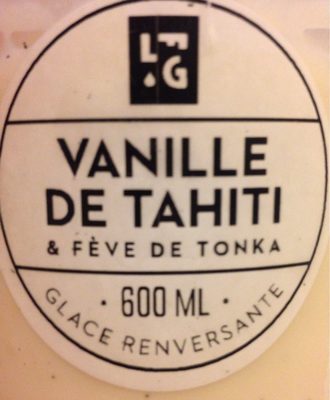 LFG
VANILLE
DE TAHITI
& FÈVE DE TONKA
· 600 ML ·
GLACE RENVERSANTE